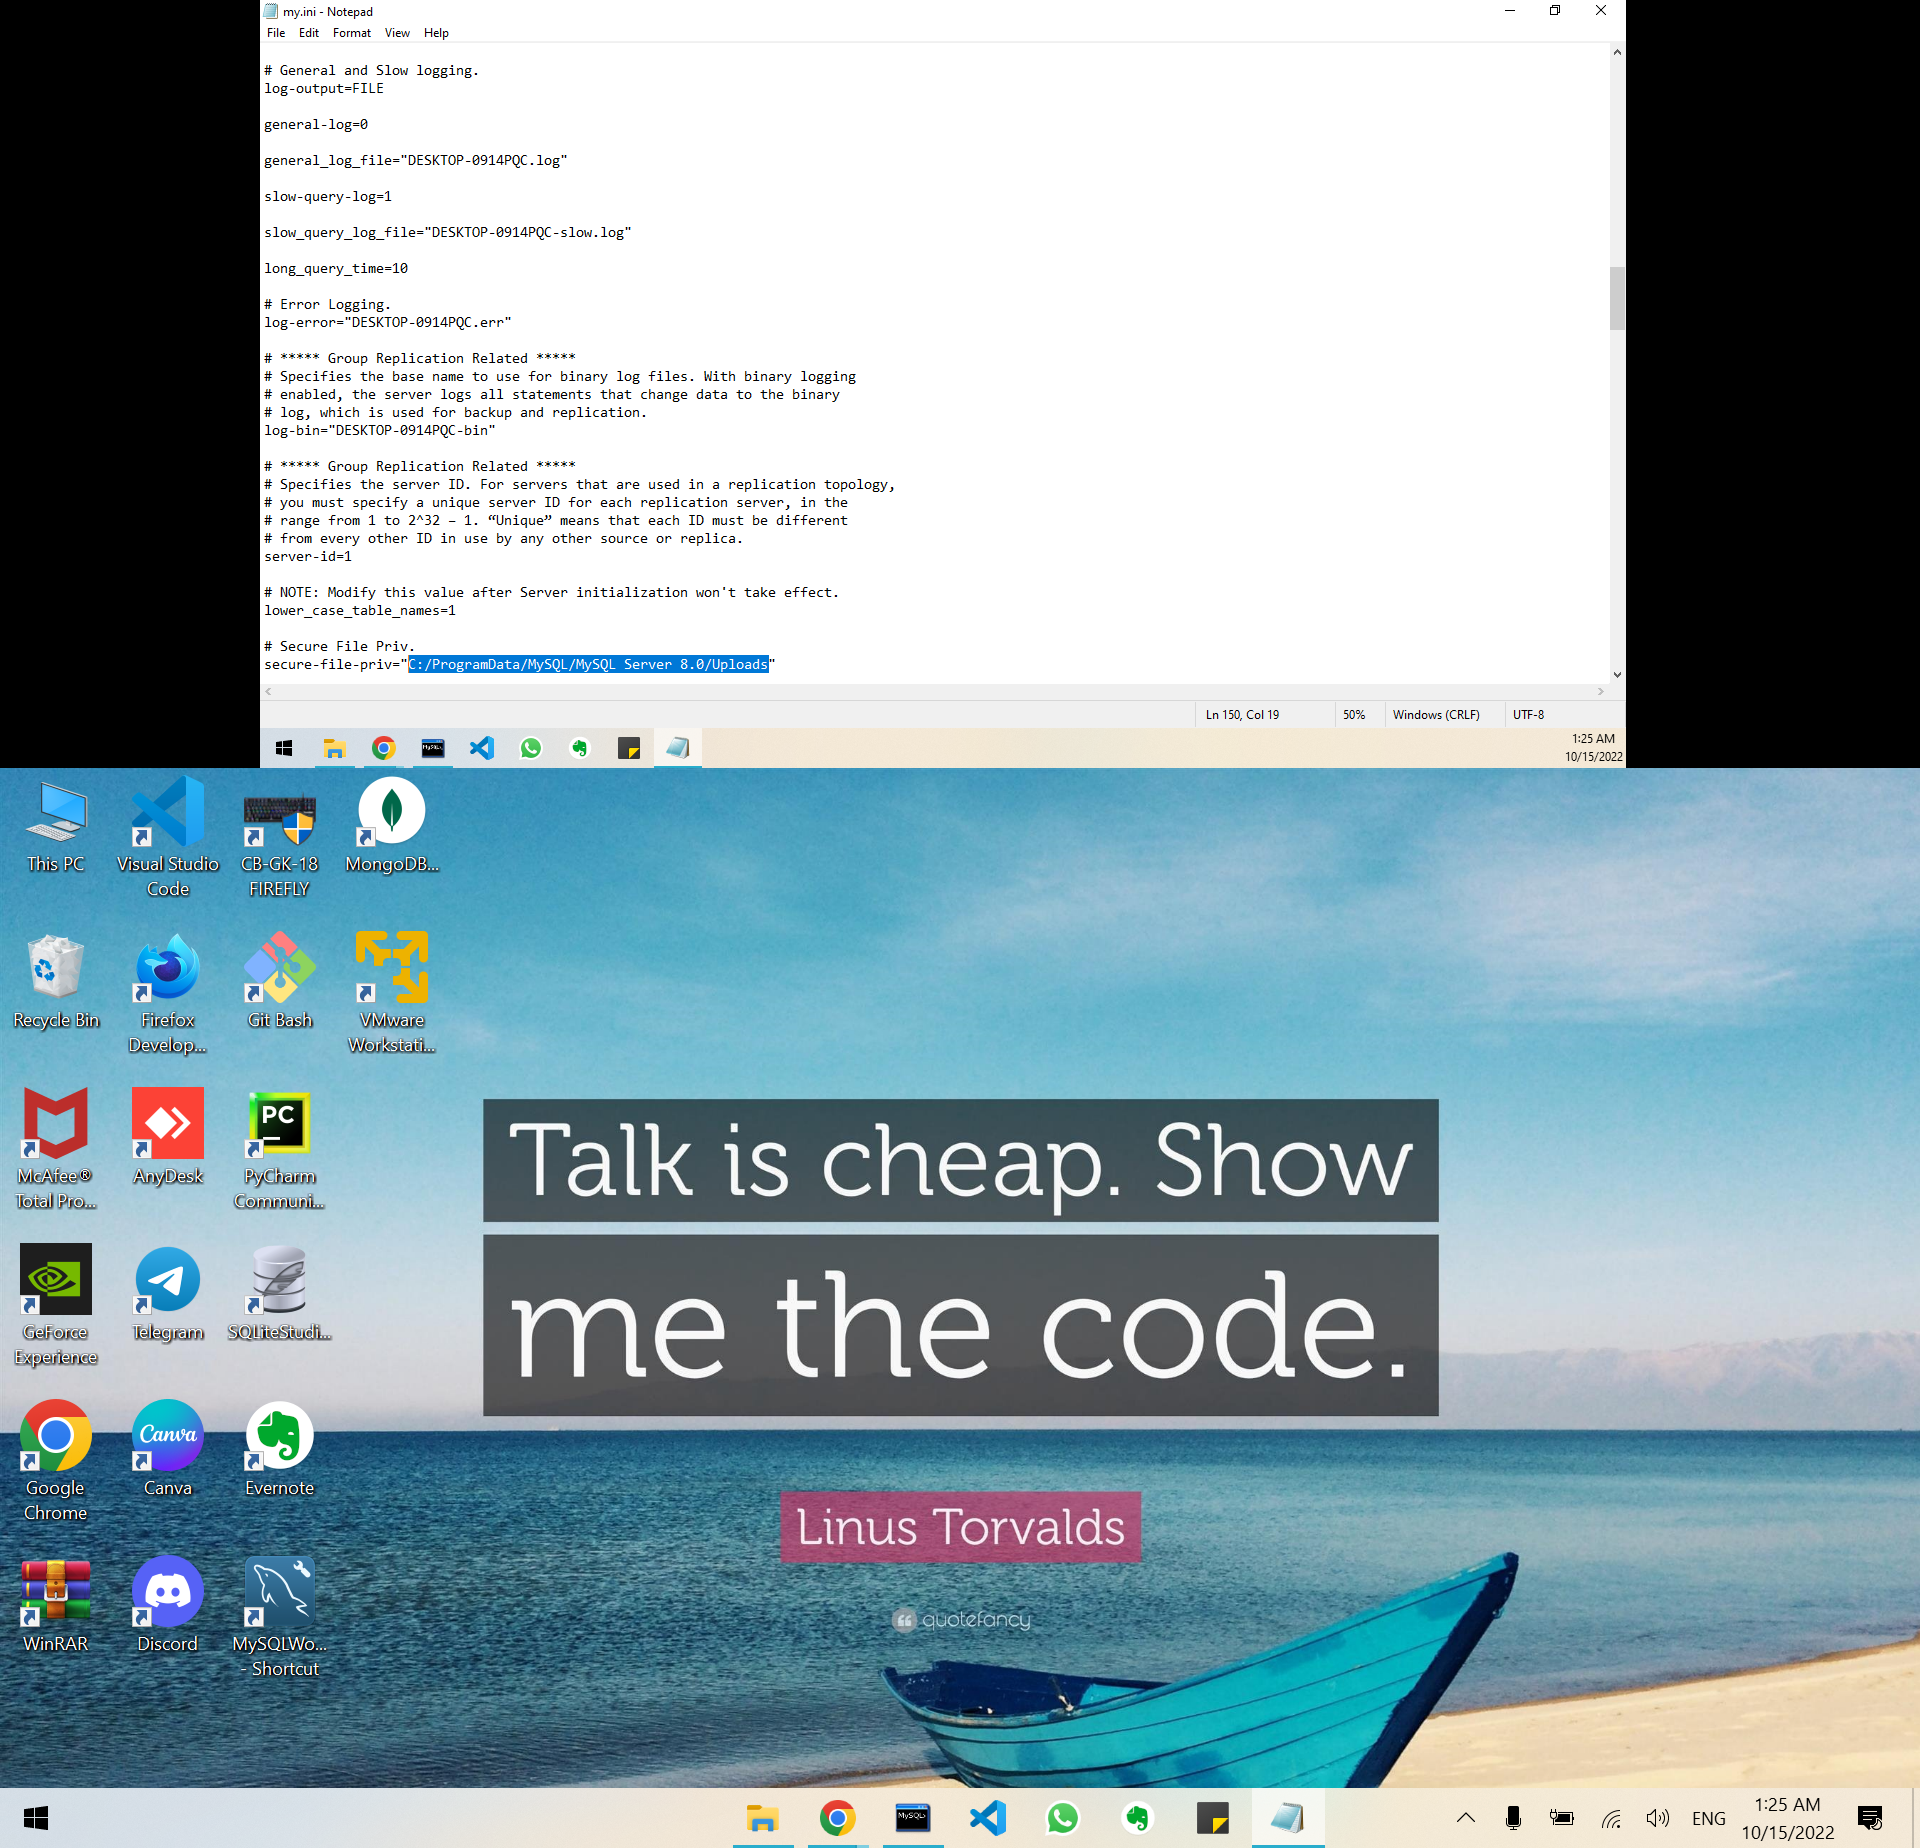 my.ini - Notepad
File Edit Format View Help
# General and Slow logging.
log-output=FILE
general-log=0
general_log_file="DESKTOP-0914PQC.log"
slow-query-log=1
slow_query_log_file="DESKTOP-0914PQC-slow.log"
long_query_time=10
# Error Logging.
log-error="DESKTOP-0914PQC.err"
# ***** Group Replication Related *****
# Specifies the base name to use for binary log files. With binary logging
# enabled, the server logs all statements that change data to the binary
# log, which is used for backup and replication.
log-bin="DESKTOP-0914PQC-bin"
# ***** Group Replication Related *****
# Specifies the server ID. For servers that are used in a replication topology,
# you must specify a unique server ID for each replication server, in the
# range from 1 to 2^32 – 1. “Unique” means that each ID must be different
# from every other ID in use by any other source or replica.
server-id=1
# NOTE: Modify this value after Server initialization won't take effect.
lower_case_table_names=1
# Secure File Priv.
secure-file-priv="C:/ProgramData/MySQL/MySQL Server 8.0/Uploads"
Ln 150, Col 19 50% Windows (CRLF) UTF-8
MySQL>
1:25 AM
10/15/2022
This PC
Visual Studio
Code
CB-GK-18
FIREFLY
MongoDB...
Recycle Bin
Firefox
Develop...
Git Bash
VMware
Workstati...
McAfee®
Total Pro...
AnyDesk
PC
PyCharm
Communi...
GeForce
Experience
Telegram
SQLiteStudi...
Google
Chrome
Canva
Canva
Evernote
WinRAR
Discord
MySQLWo...
- Shortcut
Talk is cheap. Show
me the code.
Linus Torvalds
quotefancy
MySQL>
ENG
1:25 AM
10/15/2022